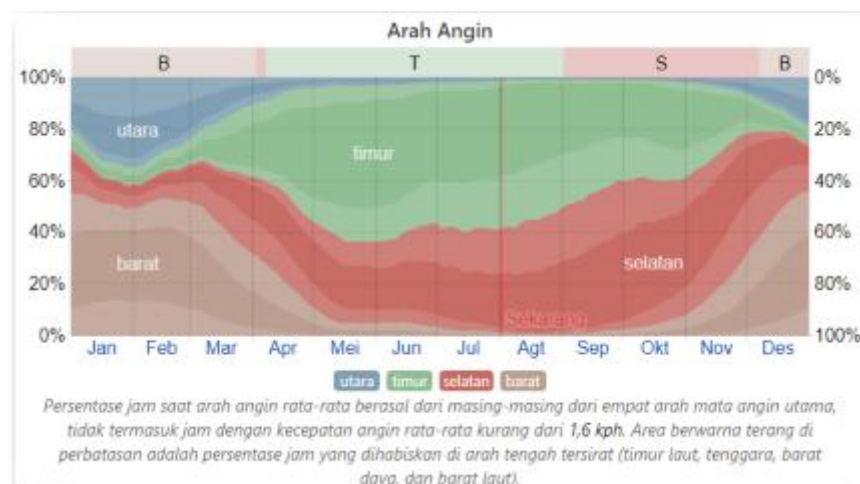 Arah Angin
B T S B
100% 0%
80% 20%
60% 40%
40% 60%
20% 80%
0% 100%
utara
timur
barat
selatan
Sekarang
Jan Feb Mar Apr Mei Jun Jul Agt Sep Okt Nov Des
utara timur selatan barat
Persentase jam saat arah angin rata-rata berasal dari masing-masing dari empat arah mata angin utama,
tidak termasuk jam dengan kecepatan angin rata-rata kurang dari 1,6 kph. Area berwarna terang di
perbatasan adalah persentase jam yang dihabiskan di arah tengah tersirat (timur laut, tenggara, barat
daya, dan barat laut).